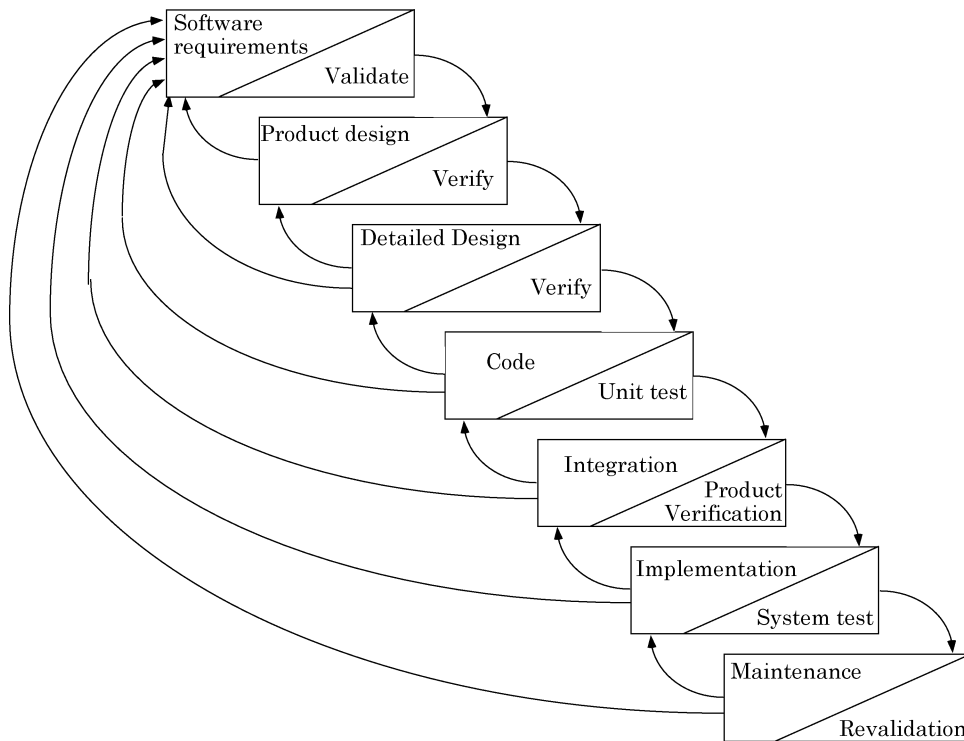 Software
requirements
Validate
Product design
Verify
Detailed Design
Verify
Code
Unit test
Integration
Product
Verification
Implementation
System test
Maintenance
Revalidation